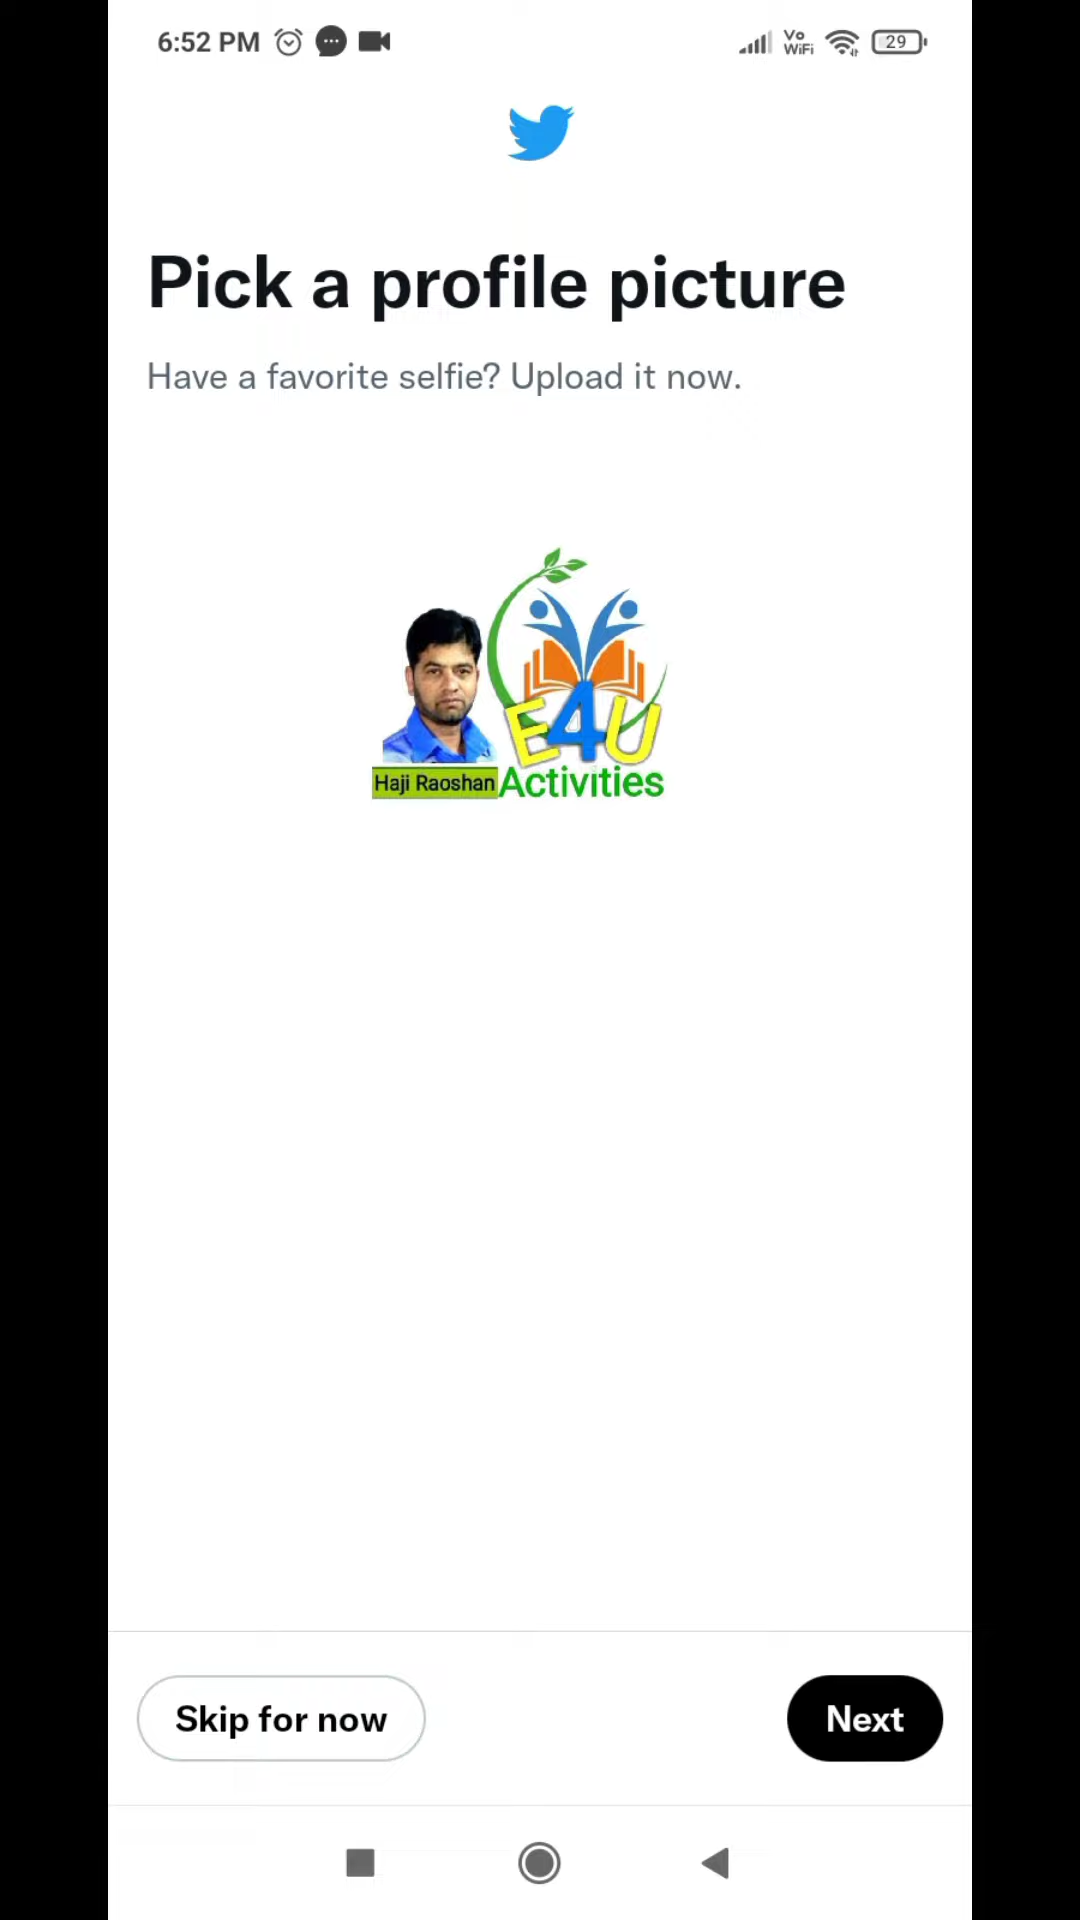 6:52 PM
Vo
WiFi
29
Pick a profile picture
Have a favorite selfie? Upload it now.
E4U
Haji Raoshan Activities
Skip for now
Next